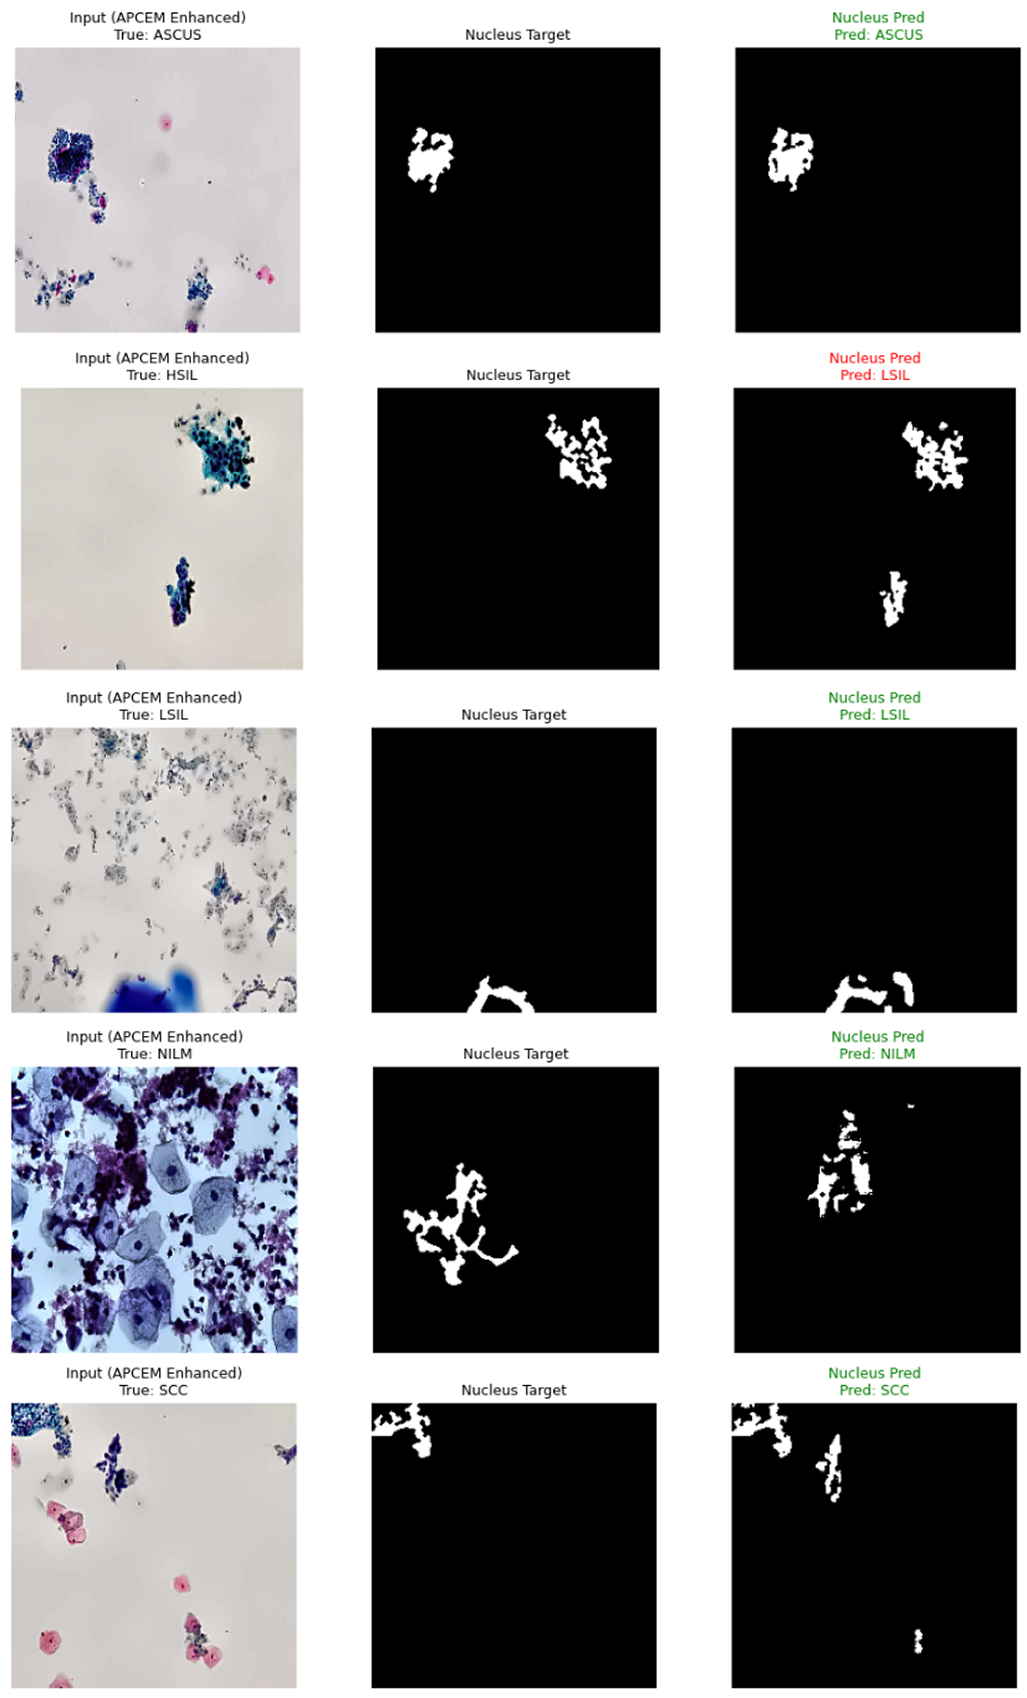 Input (APCEM Enhanced)
True: ASCUS
Nucleus Target
Nucleus Pred
Pred: ASCUS
Input (APCEM Enhanced)
True: HSIL
Nucleus Target
Nucleus Pred
Pred: LSIL
Input (APCEM Enhanced)
True: LSIL
Nucleus Target
Nucleus Pred
Pred: LSIL
Input (APCEM Enhanced)
True: NILM
Nucleus Target
Nucleus Pred
Pred: NILM
Input (APCEM Enhanced)
True: SCC
Nucleus Target
Nucleus Pred
Pred: SCC